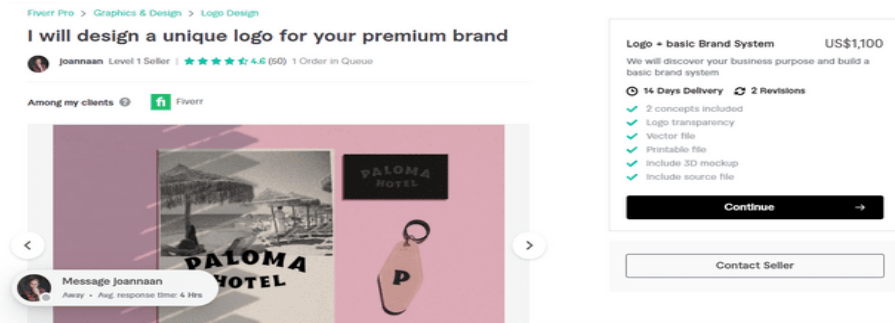 Fiverr Pro > Graphics & Design > Logo Design
I will design a unique logo for your premium brand
joannaan Level 1 Seller | 4.6 (50) 1 Order in Queue
Among my clients ? fi Fiverr
PALOMA
HOTEL
PALOMA
HOTEL
P
Message joannaan
Away • Avg. response time: 4 Hrs
Logo + basic Brand System US$1,100
We will discover your business purpose and build a
basic brand system
14 Days Delivery 2 Revisions
2 concepts included
Logo transparency
Vector file
Printable file
Include 3D mockup
Include source file
Continue →
Contact Seller